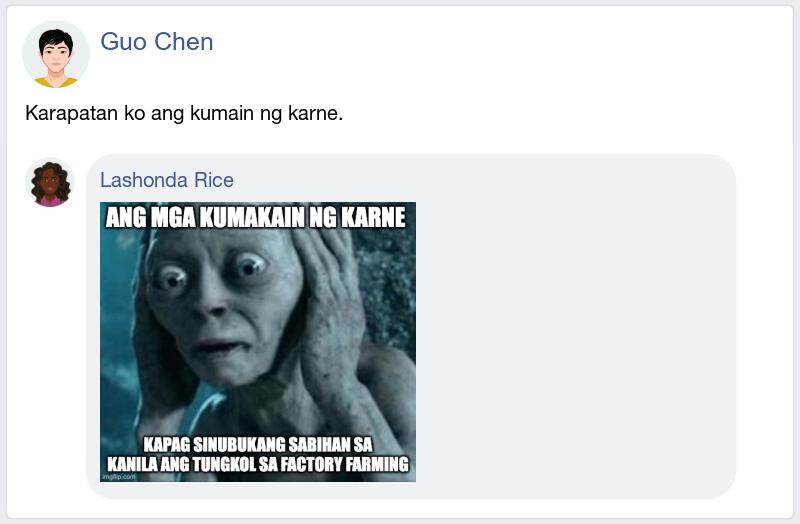 Guo Chen
Karapatan ko ang kumain ng karne.
Lashonda Rice
ANG MGA KUMAKAIN NG KARNE
KAPAG SINUBUKANG SABIHAN SA
KANILA ANG TUNGKOL SA FACTORY FARMING
imgflip.com